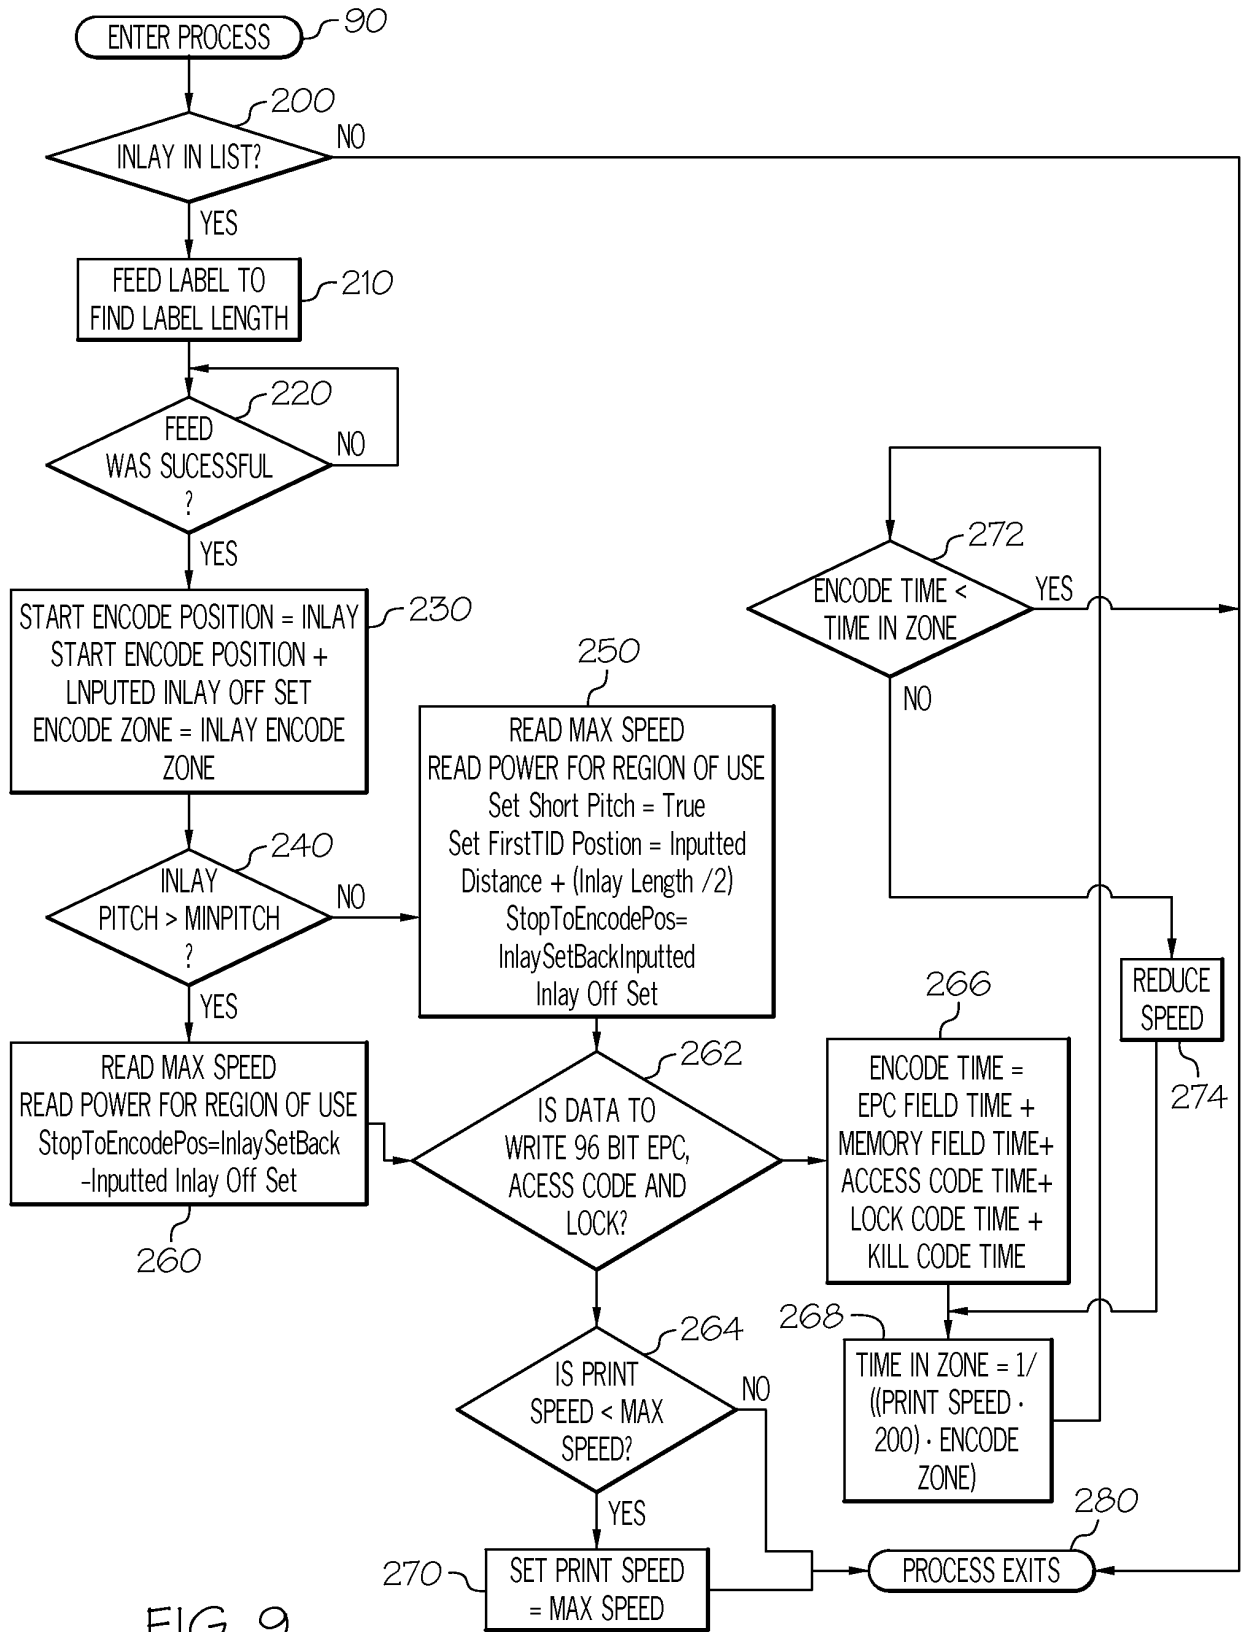 ENTER PROCESS
90
200
INLAY IN LIST?
NO
YES
FEED LABEL TO
FIND LABEL LENGTH
210
220
FEED
WAS SUCESSFUL
?
NO
YES
START ENCODE POSITION = INLAY
START ENCODE POSITION +
LNPUTED INLAY OFF SET
ENCODE ZONE = INLAY ENCODE
ZONE
230
240
INLAY
PITCH > MINPITCH
?
NO
YES
250
READ MAX SPEED
READ POWER FOR REGION OF USE
Set Short Pitch = True
Set FirstTID Postion = Inputted
Distance + (Inlay Length /2)
StopToEncodePos=
InlaySetBackInputted
Inlay Off Set
READ MAX SPEED
READ POWER FOR REGION OF USE
StopToEncodePos=InlaySetBack
-Inputted Inlay Off Set
260
262
IS DATA TO
WRITE 96 BIT EPC,
ACESS CODE AND
LOCK?
264
IS PRINT
SPEED < MAX
SPEED?
NO
YES
270
SET PRINT SPEED
= MAX SPEED
266
ENCODE TIME =
EPC FIELD TIME +
MEMORY FIELD TIME+
ACCESS CODE TIME+
LOCK CODE TIME +
KILL CODE TIME
268
TIME IN ZONE = 1/
((PRINT SPEED ·
200) · ENCODE
ZONE)
272
ENCODE TIME <
TIME IN ZONE
YES
NO
REDUCE
SPEED
274
280
PROCESS EXITS
FIG. 9